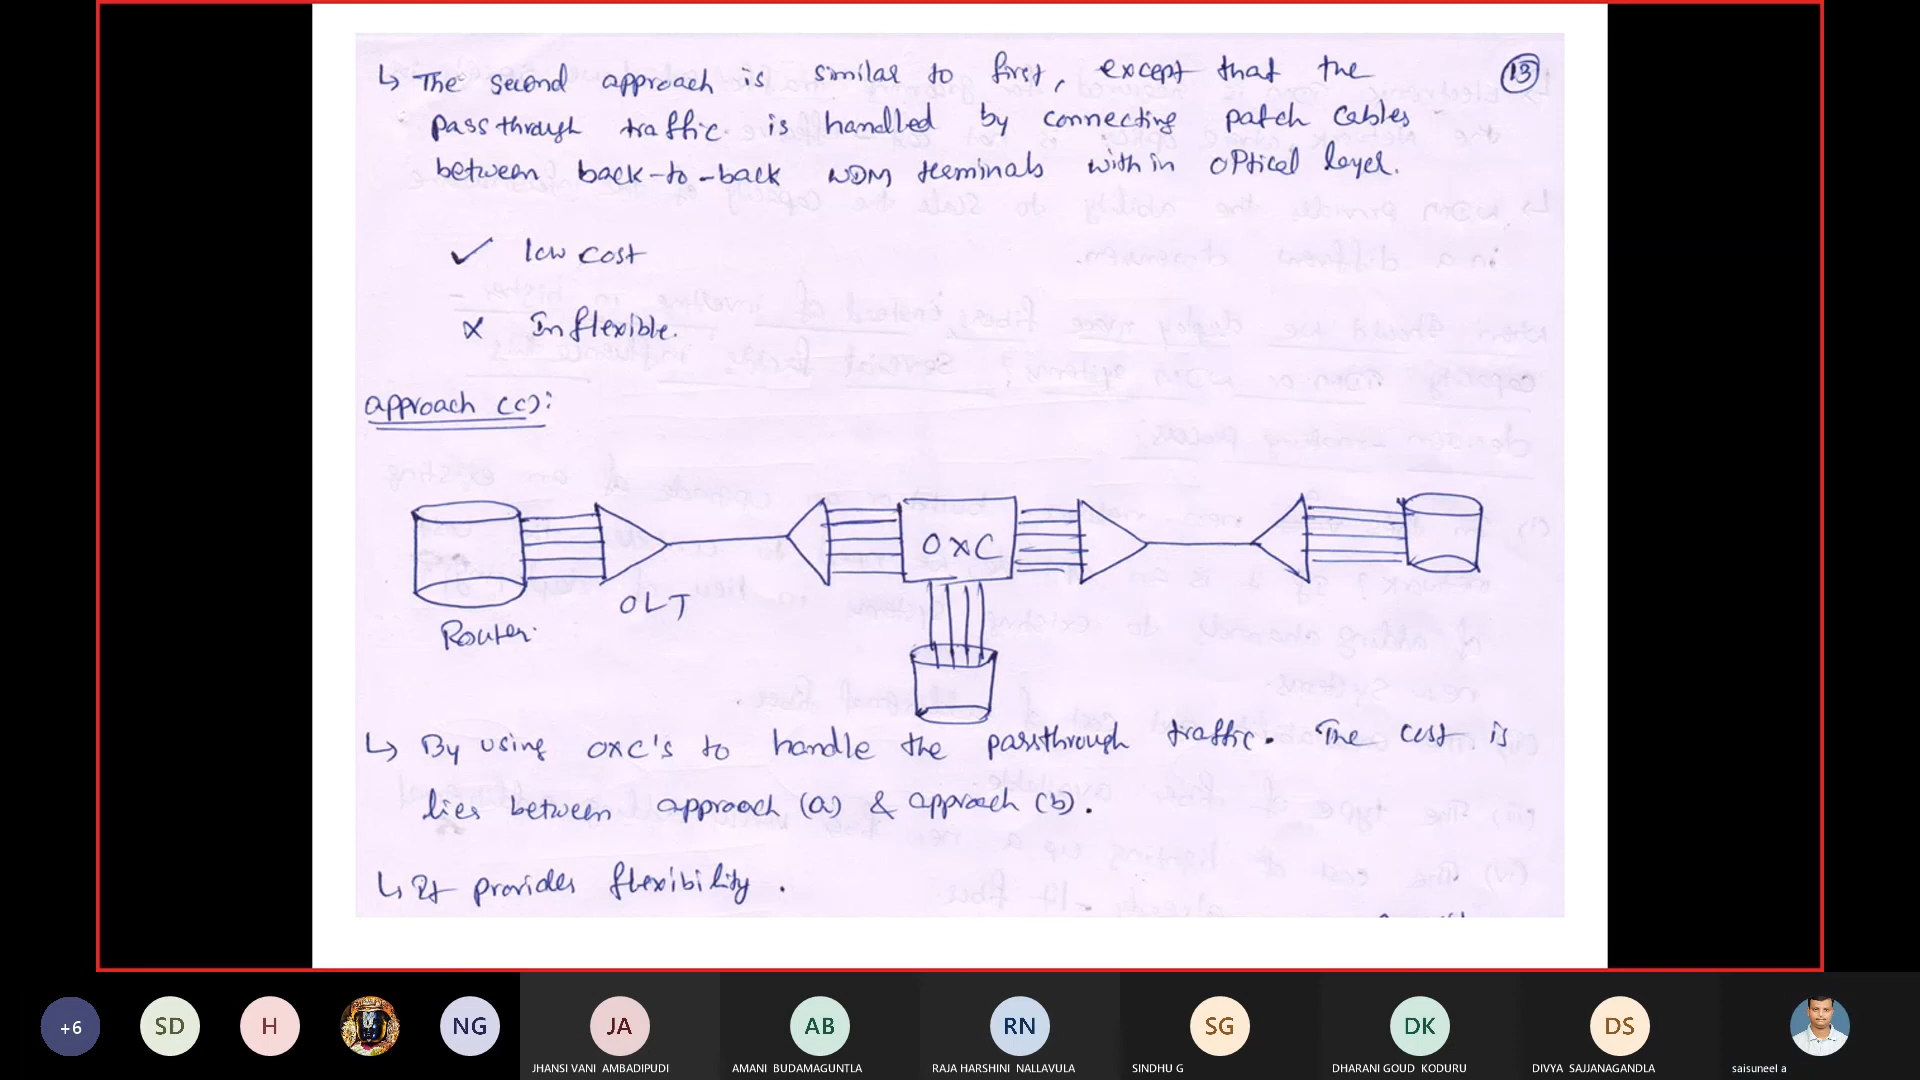 ↳ The second approach is similar to first, except that the
13
passthrough traffic is handled by connecting patch cables
between back-to-back WDM terminals with in optical layer.
✓ low cost
x Inflexible.
approach (c):
OXC
OLT
Router.
↳ By using OXC's to handle the passthrough traffic. The cost is
lies between approach (a) & approach (b).
↳ It provides flexibility.
+6
SD
H
NG
JA
AB
RN
SG
DK
DS
JHANSI VANI AMBADIPUDI
AMANI BUDAMAGUNTLA
RAJA HARSHINI NALLAVULA
SINDHU G
DHARANI GOUD KODURU
DIVYA SAJJANAGANDLA
saisuneel a